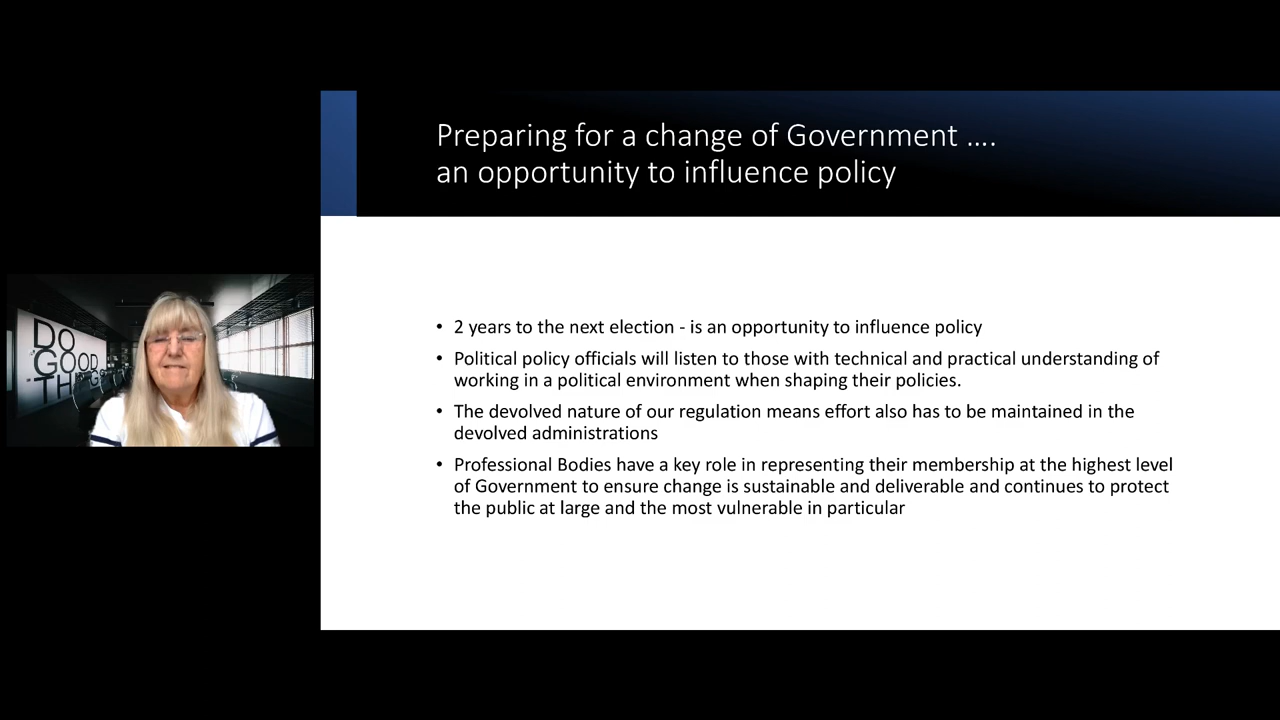 Preparing for a change of Government ....
an opportunity to influence policy
DO
GOOD
TH GS
• 2 years to the next election - is an opportunity to influence policy
• Political policy officials will listen to those with technical and practical understanding of
working in a political environment when shaping their policies.
• The devolved nature of our regulation means effort also has to be maintained in the
devolved administrations
• Professional Bodies have a key role in representing their membership at the highest level
of Government to ensure change is sustainable and deliverable and continues to protect
the public at large and the most vulnerable in particular